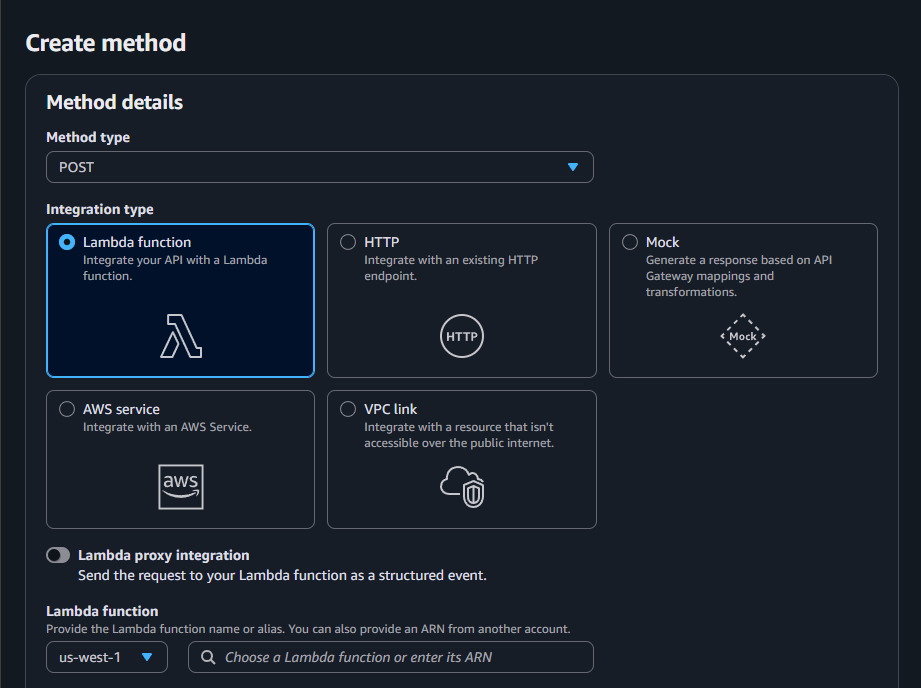 Create method
Method details
Method type
POST
Integration type
Lambda function
Integrate your API with a Lambda
function.
HTTP
Integrate with an existing HTTP
endpoint.
HTTP
Mock
Generate a response based on API
Gateway mappings and
transformations.
Mock
AWS service
Integrate with an AWS Service.
aws
VPC link
Integrate with a resource that isn't
accessible over the public internet.
Lambda proxy integration
Send the request to your Lambda function as a structured event.
Lambda function
Provide the Lambda function name or alias. You can also provide an ARN from another account.
us-west-1
Choose a Lambda function or enter its ARN